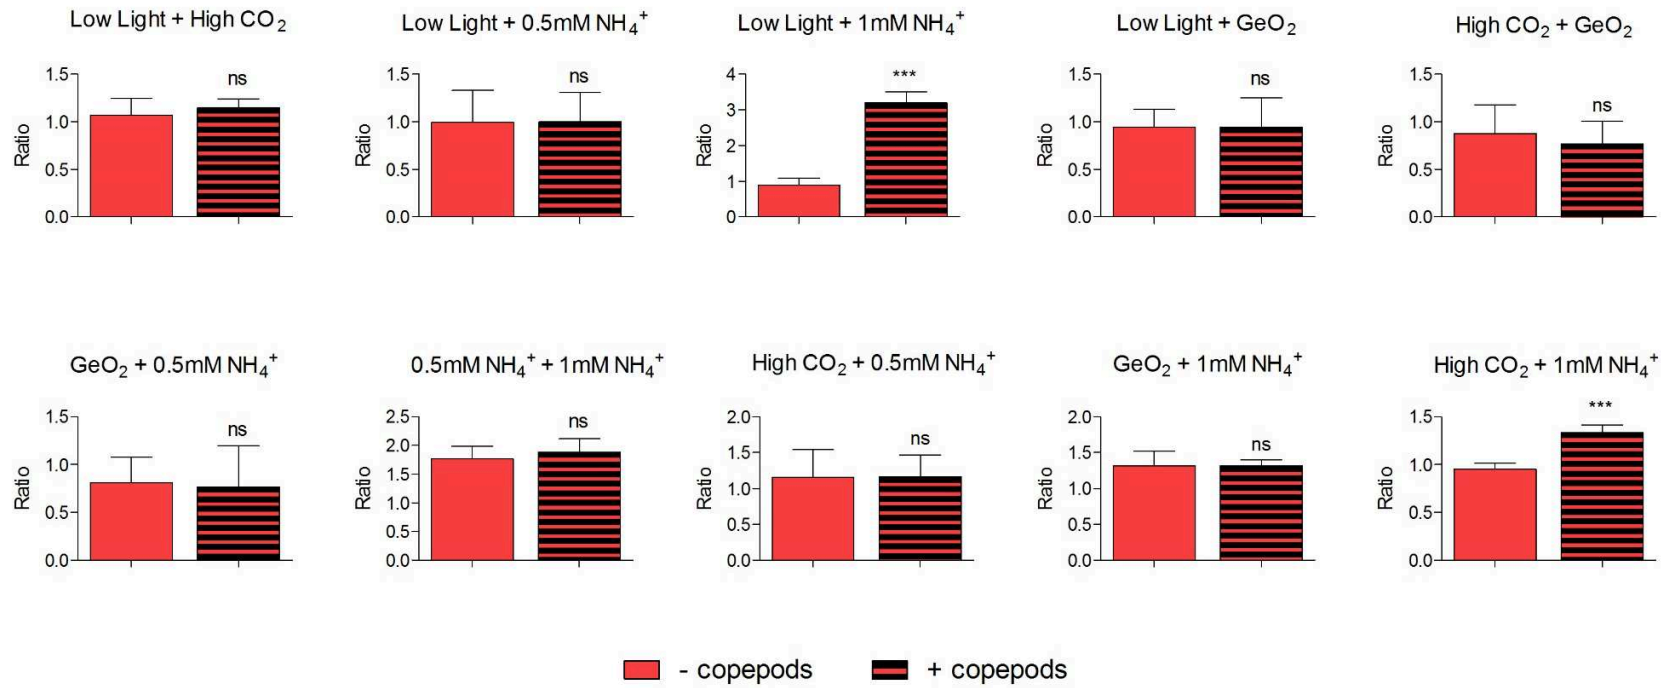 Low Light + High CO₂
Low Light + 0.5mM NH₄⁺
Low Light + 1mM NH₄⁺
Low Light + GeO₂
High CO₂ + GeO₂
Ratio
1.5
1.0
0.5
0.0
ns
Ratio
1.5
1.0
0.5
0.0
ns
Ratio
4
3
2
1
0
***
Ratio
1.5
1.0
0.5
0.0
ns
Ratio
1.5
1.0
0.5
0.0
ns
GeO₂ + 0.5mM NH₄⁺
0.5mM NH₄⁺ + 1mM NH₄⁺
High CO₂ + 0.5mM NH₄⁺
GeO₂ + 1mM NH₄⁺
High CO₂ + 1mM NH₄⁺
Ratio
1.5
1.0
0.5
0.0
ns
Ratio
2.5
2.0
1.5
1.0
0.5
0.0
ns
Ratio
2.0
1.5
1.0
0.5
0.0
ns
Ratio
2.0
1.5
1.0
0.5
0.0
ns
Ratio
1.5
1.0
0.5
0.0
***
- copepods
+ copepods